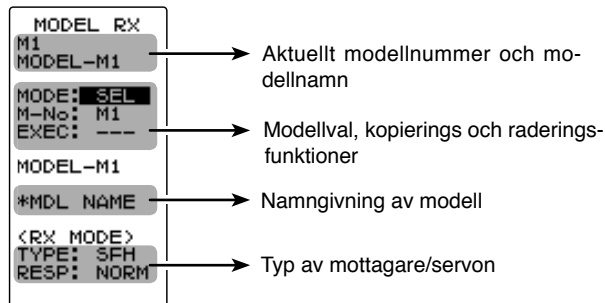 MODEL RX
M1
MODEL-M1
Aktuellt modellnummer och mo-
dellnamn
MODE: SEL
M-No: M1
EXEC: ---
Modellval, kopierings och raderings-
funktioner
MODEL-M1
*MDL NAME
Namngivning av modell
<RX MODE>
TYPE: SFH
RESP: NORM
Typ av mottagare/servon